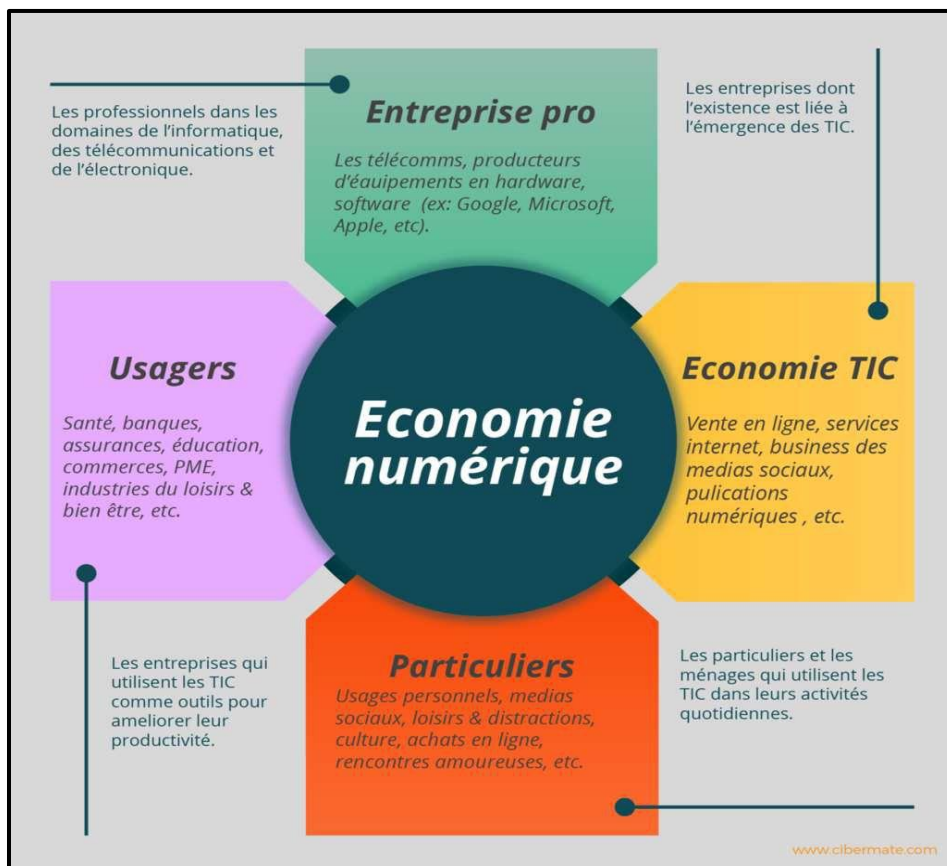 Les professionnels dans les
domaines de l'informatique,
des télécommunications et
de l'électronique.
Entreprise pro
Les télécomms, producteurs
d'éauipements en hardware,
software (ex: Google, Microsoft,
Apple, etc).
Les entreprises dont
l'existence est liée à
l'émergence des TIC.
Usagers
Santé, banques,
assurances, éducation,
commerces, PME,
industries du loisirs &
bien être, etc.
Economie
numérique
Economie TIC
Vente en ligne, services
internet, business des
medias sociaux,
pulications
numériques , etc.
Les entreprises qui
utilisent les TIC
comme outils pour
ameliorer leur
productivité.
Particuliers
Usages personnels, medias
sociaux, loisirs & distractions,
culture, achats en ligne,
rencontres amoureuses, etc.
Les particuliers et les
ménages qui utilisent les
TIC dans leurs activités
quotidiennes.
www.cibermate.com